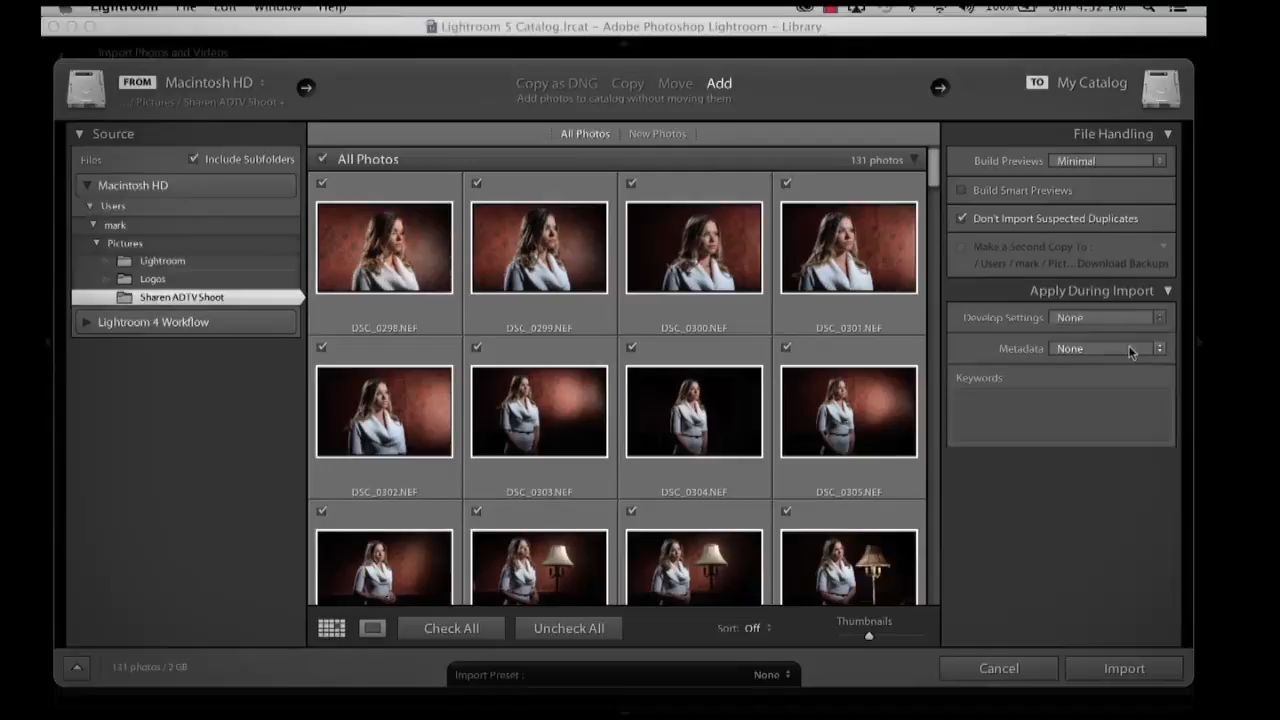 Lightroom File Edit Window Help 100% Sun 4:32 PM
Lightroom 5 Catalog.lrcat - Adobe Photoshop Lightroom - Library
Import Photos and Videos
FROM Macintosh HD
.../ Pictures / Sharen ADTV Shoot +
Copy as DNG Copy Move Add
Add photos to catalog without moving them
TO My Catalog
Source
Files Include Subfolders
Macintosh HD
Users
mark
Pictures
Lightroom
Logos
Sharen ADTV Shoot
Lightroom 4 Workflow
All Photos New Photos
All Photos 131 photos
DSC_0298.NEF DSC_0299.NEF DSC_0300.NEF DSC_0301.NEF
DSC_0302.NEF DSC_0303.NEF DSC_0304.NEF DSC_0305.NEF
File Handling
Build Previews Minimal
Build Smart Previews
Don't Import Suspected Duplicates
Make a Second Copy To :
/ Users / mark / Pict...Download Backups
Apply During Import
Develop Settings None
Metadata None
Keywords
Check All Uncheck All Sort: Off Thumbnails
131 photos / 2 GB
Import Preset : None
Cancel Import